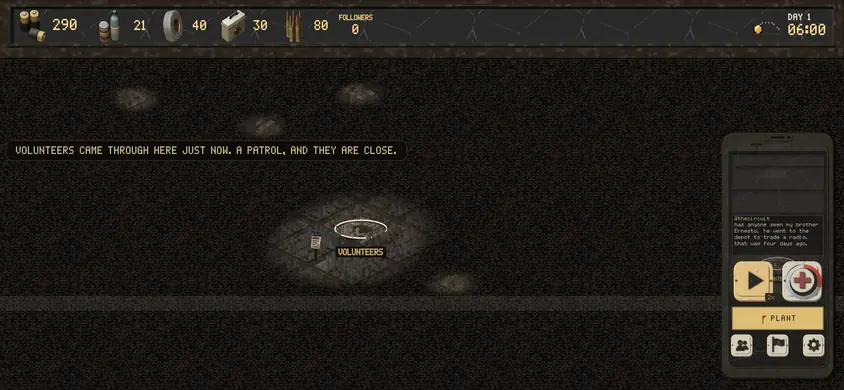 290
21
40
30
80
FOLLOWERS
0
DAY 1
06:00
VOLUNTEERS CAME THROUGH HERE JUST NOW. A PATROL, AND THEY ARE CLOSE.
VOLUNTEERS
@thecircuit
has anyone seen my brother
Ernesto. he went to the
depot to trade a radio.
that was four days ago.
PLANT